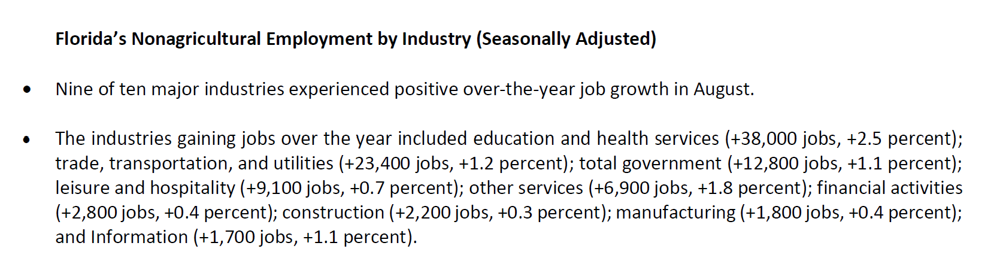 Florida’s Nonagricultural Employment by Industry (Seasonally Adjusted)
• Nine of ten major industries experienced positive over-the-year job growth in August.
• The industries gaining jobs over the year included education and health services (+38,000 jobs, +2.5 percent);
trade, transportation, and utilities (+23,400 jobs, +1.2 percent); total government (+12,800 jobs, +1.1 percent);
leisure and hospitality (+9,100 jobs, +0.7 percent); other services (+6,900 jobs, +1.8 percent); financial activities
(+2,800 jobs, +0.4 percent); construction (+2,200 jobs, +0.3 percent); manufacturing (+1,800 jobs, +0.4 percent);
and Information (+1,700 jobs, +1.1 percent).